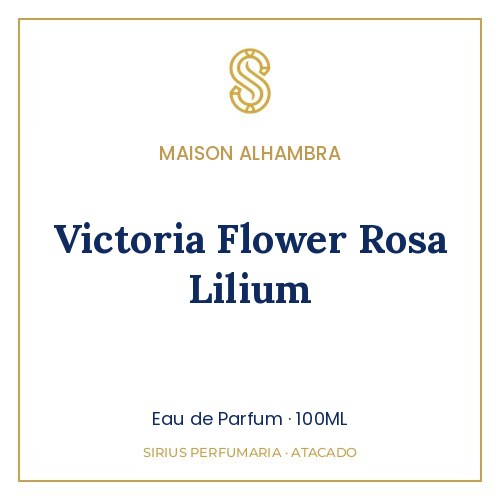 MAISON ALHAMBRA
Victoria Flower Rosa
Lilium
Eau de Parfum · 100ML
SIRIUS PERFUMARIA · ATACADO